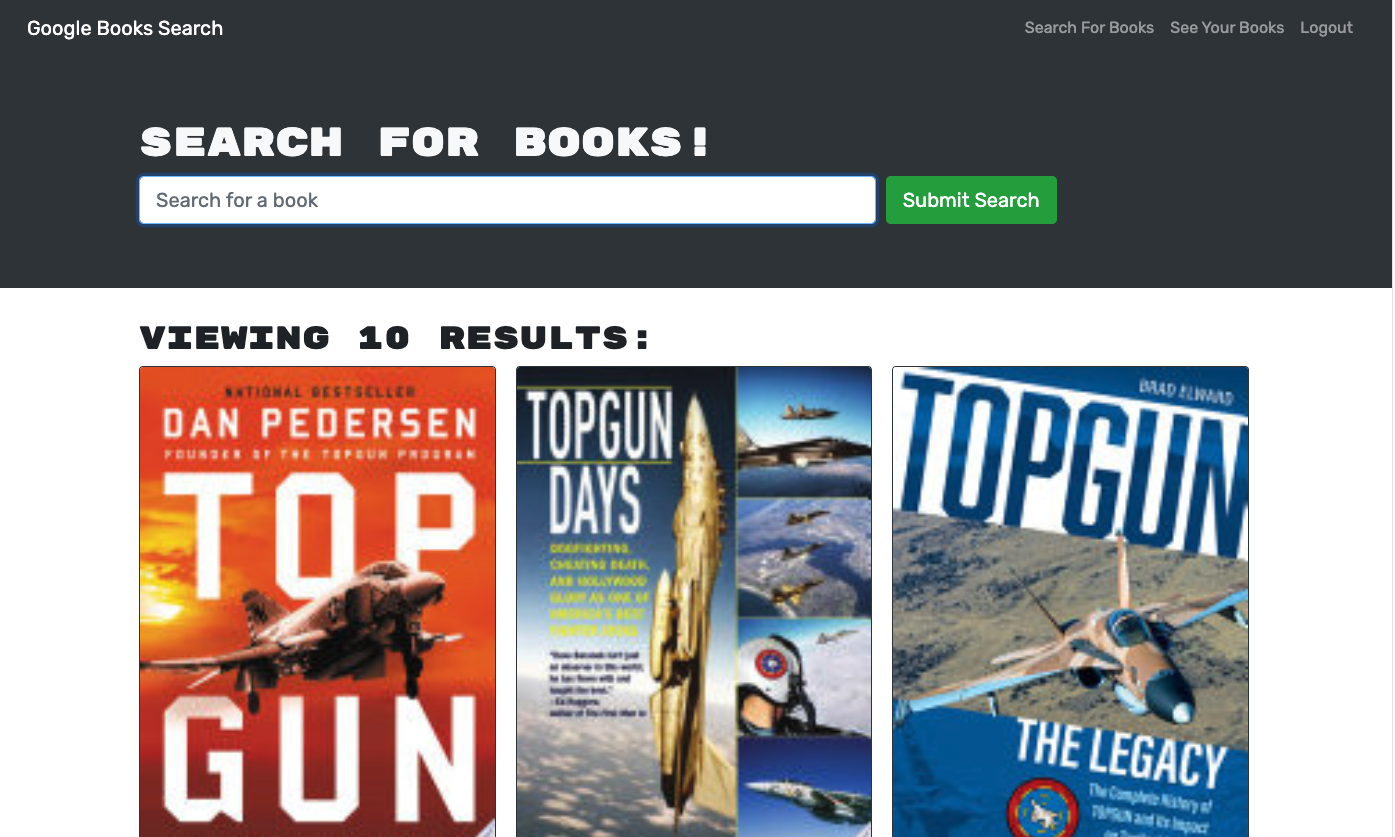 Google Books Search
Search For Books See Your Books Logout
SEARCH FOR BOOKS!
Search for a book
Submit Search
VIEWING 10 RESULTS:
NATIONAL BESTSELLER
DAN PEDERSEN
FOUNDER OF THE TOPGUN PROGRAM
TOP
GUN
TOPGUN
DAYS
DOGFIGHTING,
CHEATING DEATH,
AND HOLLYWOOD
GLORY AS ONE OF
AMERICA'S BEST
FIGHTER JOCKS
BRAD ELWARD
TOPGUN
THE LEGACY
The Complete History of
TOPGUN and Its Impact